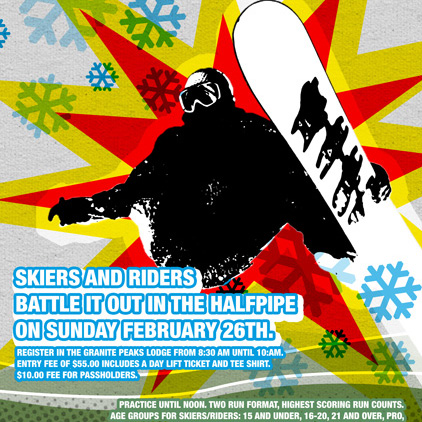 SKIERS AND RIDERS
BATTLE IT OUT IN THE HALFPIPE
ON SUNDAY FEBRUARY 26TH.
REGISTER IN THE GRANITE PEAKS LODGE FROM 8:30 AM UNTIL 10:AM.
ENTRY FEE OF $55.00 INCLUDES A DAY LIFT TICKET AND TEE SHIRT.
$10.00 FEE FOR PASSHOLDERS.
PRACTICE UNTIL NOON. TWO RUN FORMAT, HIGHEST SCORING RUN COUNTS.
AGE GROUPS FOR SKIERS/RIDERS: 15 AND UNDER, 16-20, 21 AND OVER, PRO,